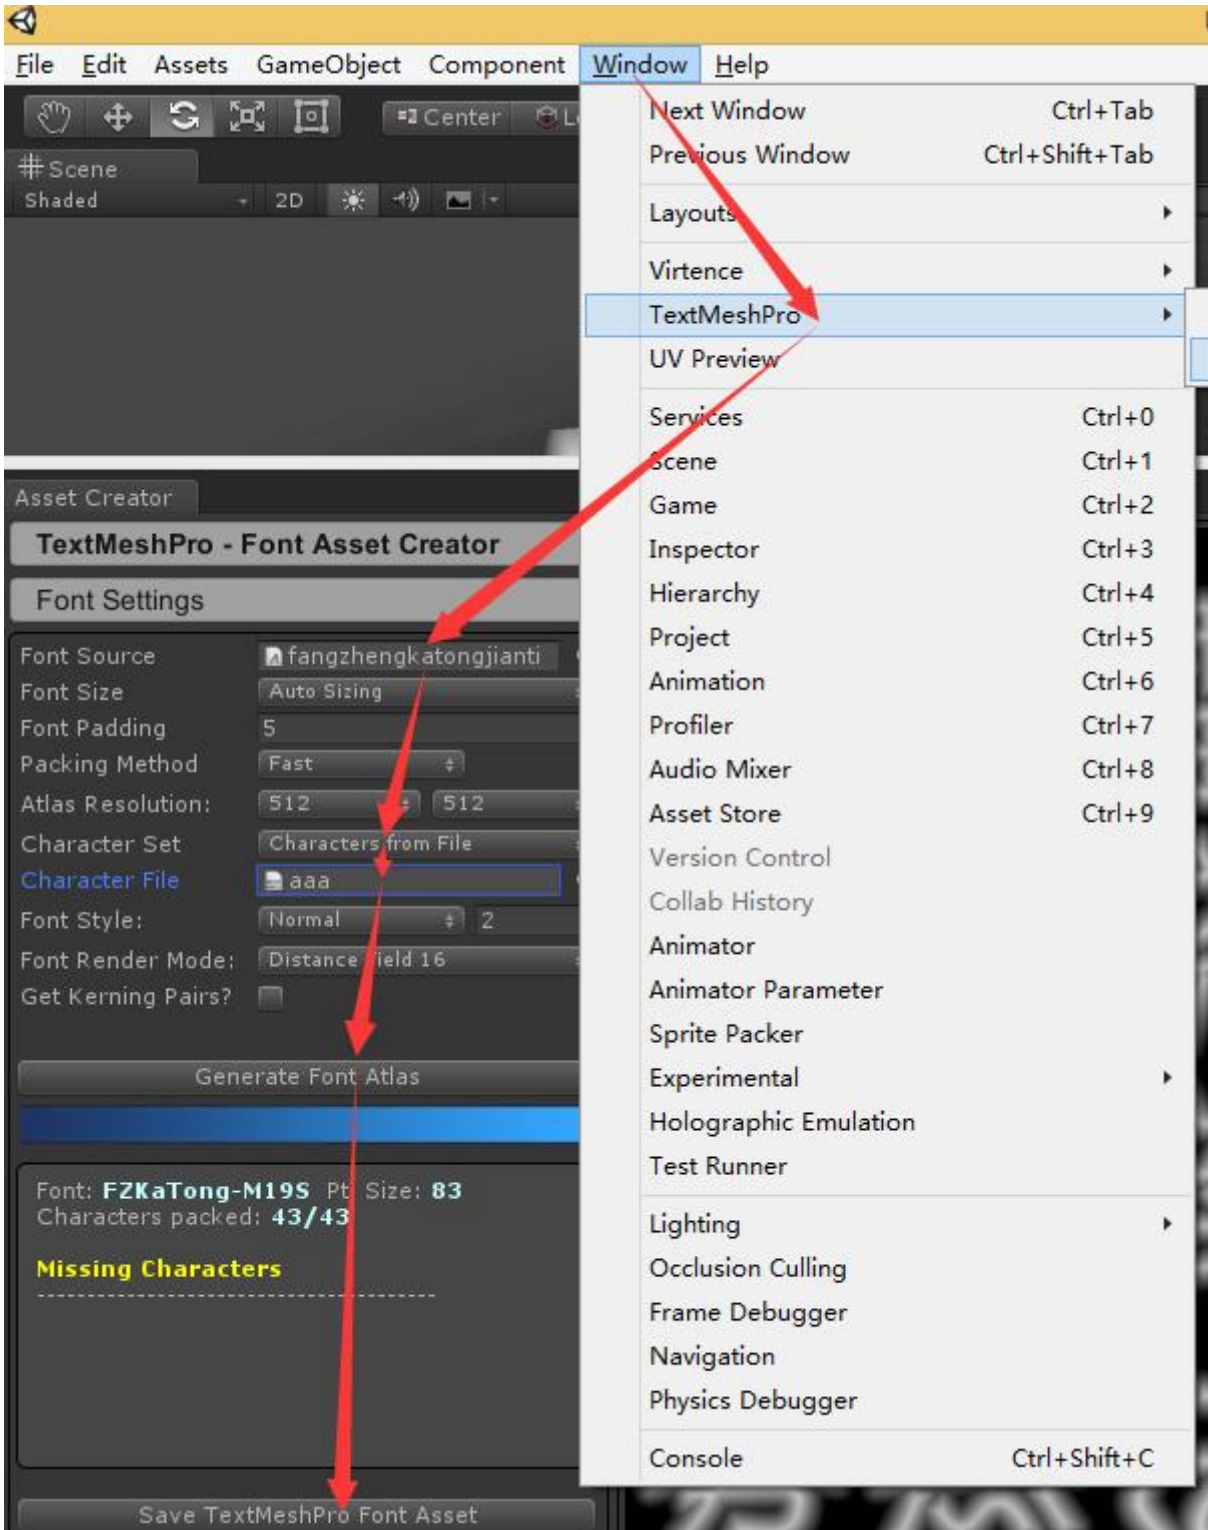 File Edit Assets GameObject Component Window Help
Center
#Scene
Shaded 2D
Next Window Ctrl+Tab
Previous Window Ctrl+Shift+Tab
Layouts
Virtence
TextMeshPro
UV Preview
Services Ctrl+0
Scene Ctrl+1
Game Ctrl+2
Inspector Ctrl+3
Hierarchy Ctrl+4
Project Ctrl+5
Animation Ctrl+6
Profiler Ctrl+7
Audio Mixer Ctrl+8
Asset Store Ctrl+9
Version Control
Collab History
Animator
Animator Parameter
Sprite Packer
Experimental
Holographic Emulation
Test Runner
Lighting
Occlusion Culling
Frame Debugger
Navigation
Physics Debugger
Console Ctrl+Shift+C
Asset Creator
TextMeshPro - Font Asset Creator
Font Settings
Font Source fangzhengkatongjianti
Font Size Auto Sizing
Font Padding 5
Packing Method Fast
Atlas Resolution: 512 512
Character Set Characters from File
Character File aaa
Font Style: Normal 2
Font Render Mode: Distance Field 16
Get Kerning Pairs?
Generate Font Atlas
Font: FZKaTong-M19S Pt Size: 83
Characters packed: 43/43
Missing Characters
----------------------------------------
Save TextMeshPro Font Asset